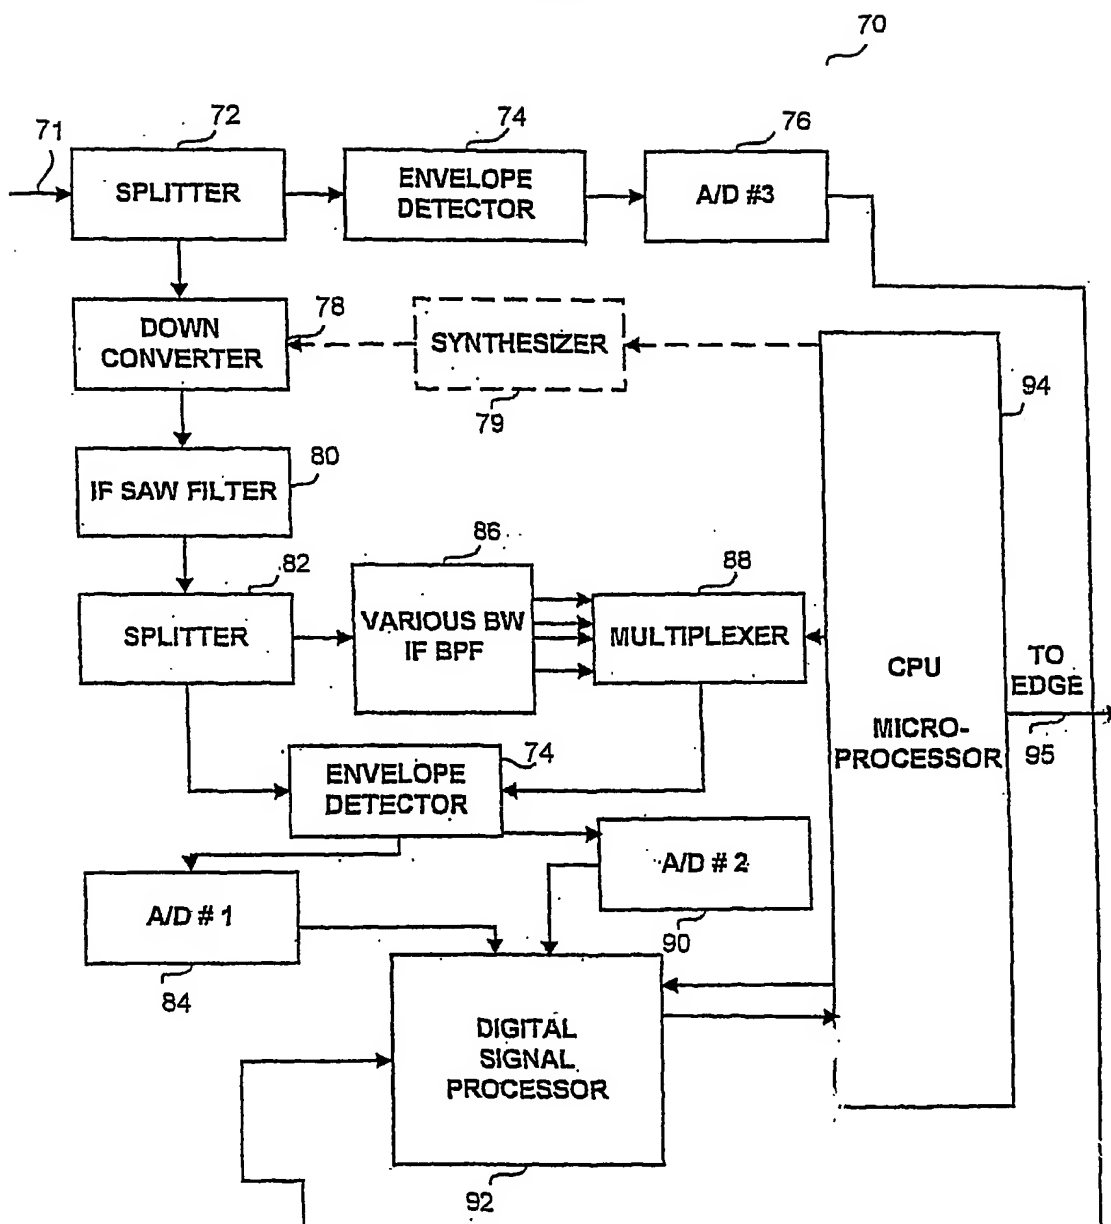 70
71
72
74
76
SPLITTER
ENVELOPE
DETECTOR
A/D #3
DOWN
CONVERTER
78
SYNTHESIZER
79
94
IF SAW FILTER
80
82
SPLITTER
86
VARIOUS BW
IF BPF
88
MULTIPLEXER
CPU
MICRO-
PROCESSOR
TO
EDGE
95
74
ENVELOPE
DETECTOR
A/D # 1
84
A/D # 2
90
DIGITAL
SIGNAL
PROCESSOR
92